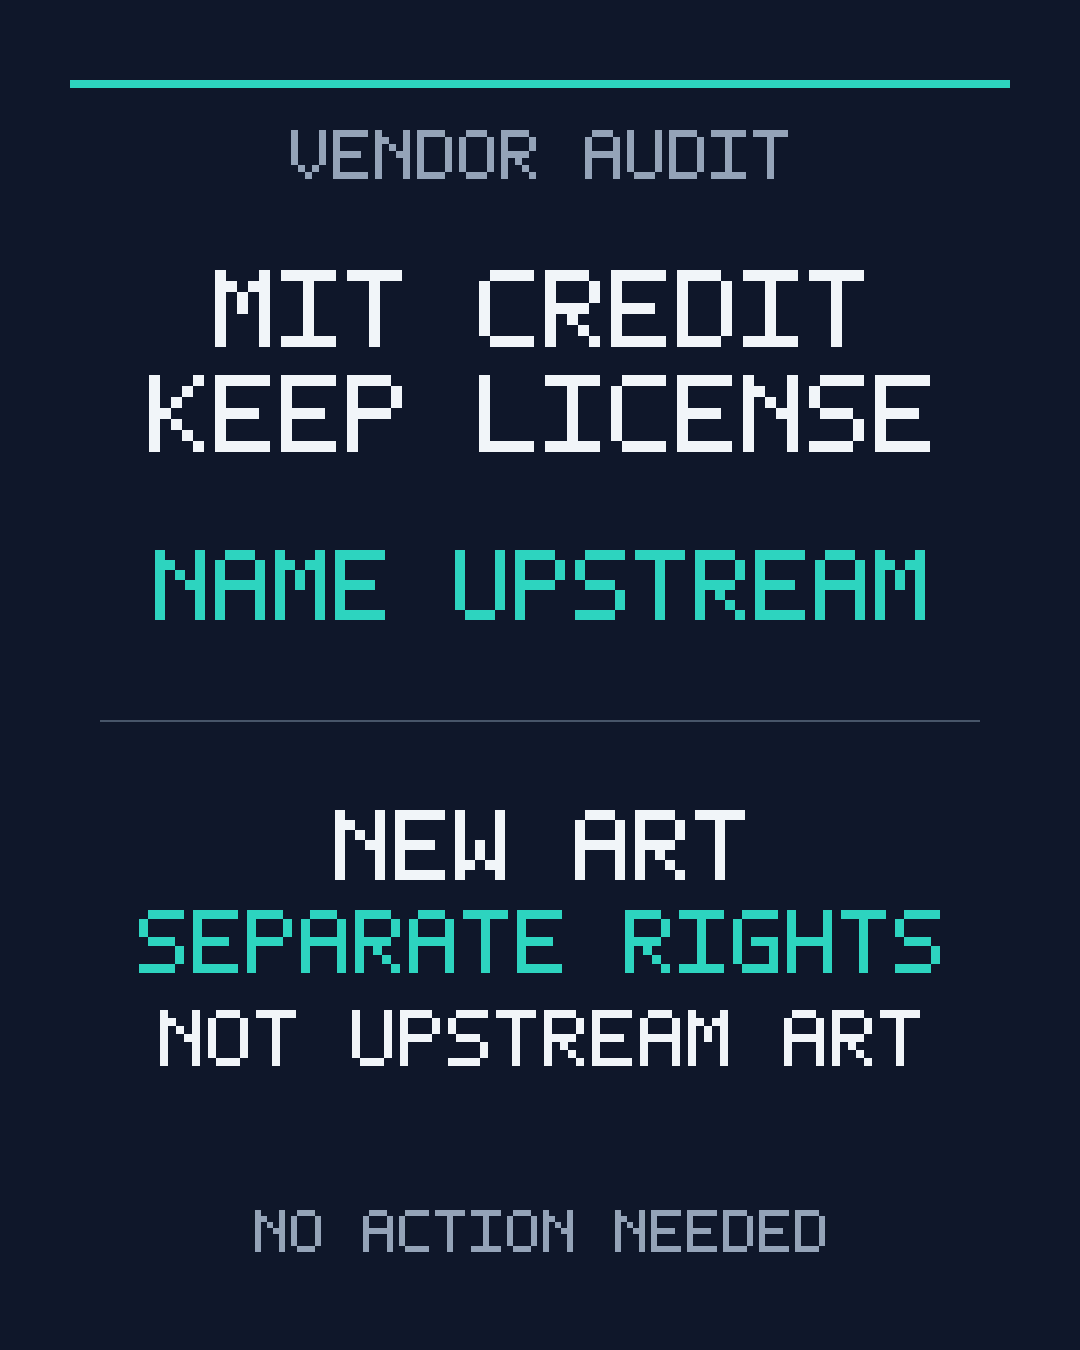 VENDOR AUDIT
MIT CREDIT
KEEP LICENSE
NAME UPSTREAM
NEW ART
SEPARATE RIGHTS
NOT UPSTREAM ART
NO ACTION NEEDED